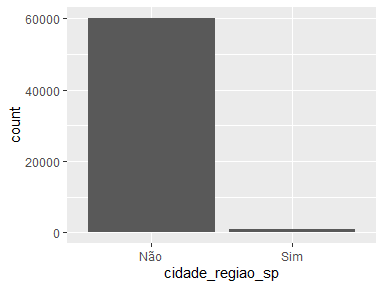 count
60000
40000
20000
0
Não Sim
cidade_regiao_sp